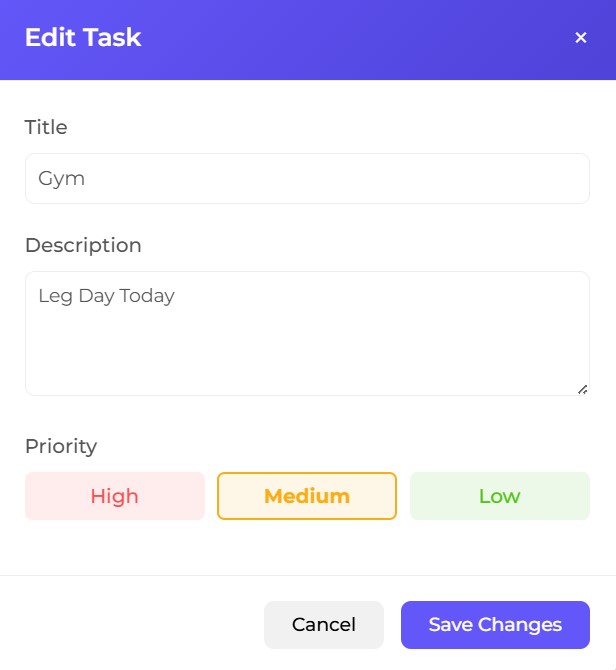 Edit Task ×
Title
Gym
Description
Leg Day Today
Priority
High Medium Low
Cancel Save Changes